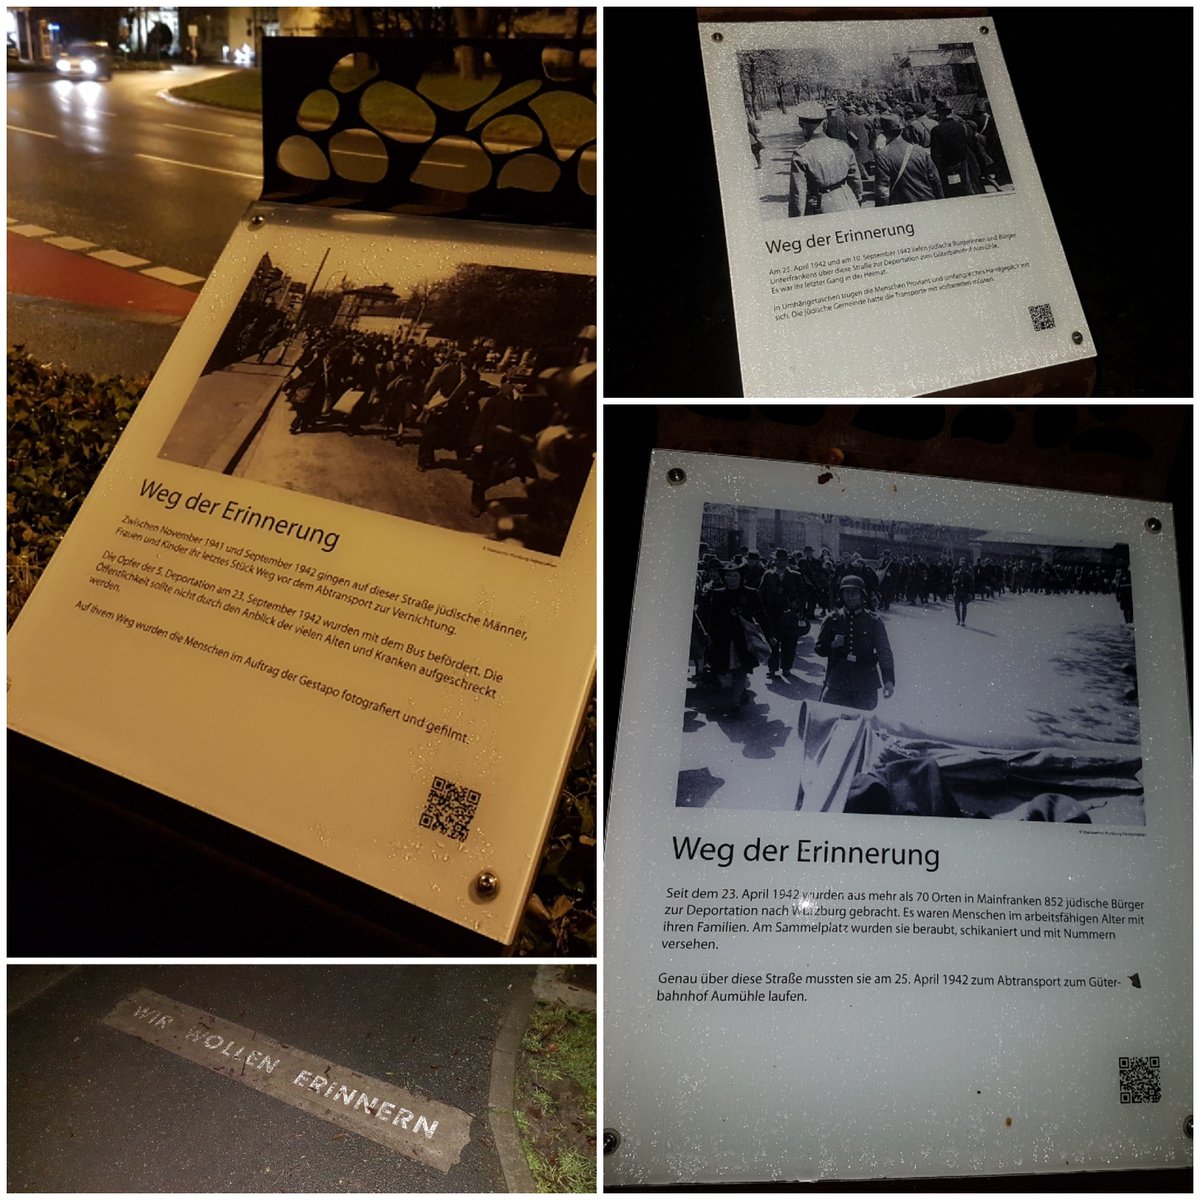 Weg der Erinnerung
Zwischen November 1941 und September 1942 gingen auf dieser Straße jüdische Männer,
Frauen und Kinder ihr letztes Stück Weg vor dem Abtransport zur Vernichtung.
Die Opfer der 5. Deportation am 23. September 1942 wurden mit dem Bus befördert. Die
Öffentlichkeit sollte nicht durch den Anblick der vielen Alten und Kranken aufgeschreckt
werden.
Auf ihrem Weg wurden die Menschen im Auftrag der Gestapo fotografiert und gefilmt.
Weg der Erinnerung
Am 25. April 1942 und am 10. September 1942 liefen jüdische Bürgerinnen und Bürger
Unterfrankens über diese Straße zur Deportation zum Güterbahnhof Aumühle.
Es war ihr letzter Gang in der Heimat.
In Umhängetaschen trugen die Menschen Proviant und umfangreiches Handgepäck mit
sich. Die jüdische Gemeinde hatte die Transporte mit vorbereiten müssen.
© Staatsarchiv Würzburg Gestapostellen
Weg der Erinnerung
Seit dem 23. April 1942 wurden aus mehr als 70 Orten in Mainfranken 852 jüdische Bürger
zur Deportation nach Würzburg gebracht. Es waren Menschen im arbeitsfähigen Alter mit
ihren Familien. Am Sammelplatz wurden sie beraubt, schikaniert und mit Nummern
versehen.
Genau über diese Straße mussten sie am 25. April 1942 zum Abtransport zum Güter-
bahnhof Aumühle laufen.
WIR WOLLEN ERINNERN